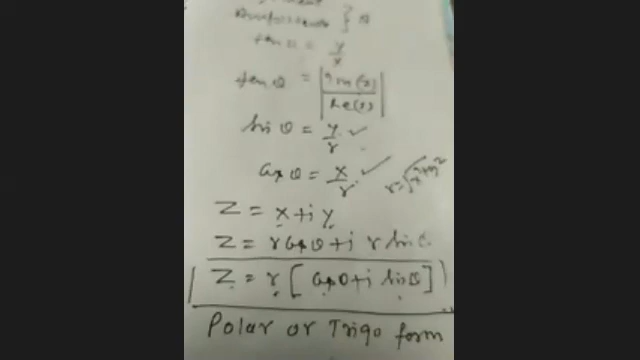 } θ
tan θ = y/x
tan θ = |Im(z)/Re(z)|
sin θ = y/r ✓
cos θ = x/r ✓ r = √x²+y²
Z = x + i y
Z = r cos θ + i r sin θ
Z = r [ cos θ + i sin θ ]
Polar or Trigo form